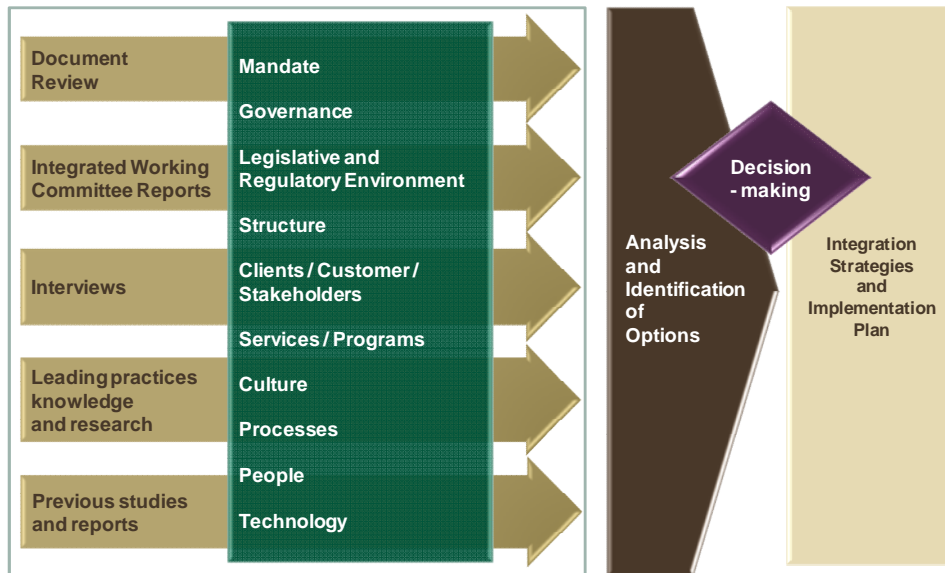 Document
Review
Integrated Working
Committee Reports
Interviews
Leading practices
knowledge
and research
Previous studies
and reports
Mandate
Governance
Legislative and
Regulatory Environment
Structure
Clients / Customer /
Stakeholders
Services / Programs
Culture
Processes
People
Technology
Analysis
and
Identification
of
Options
Decision
- making
Integration
Strategies
and
Implementation
Plan